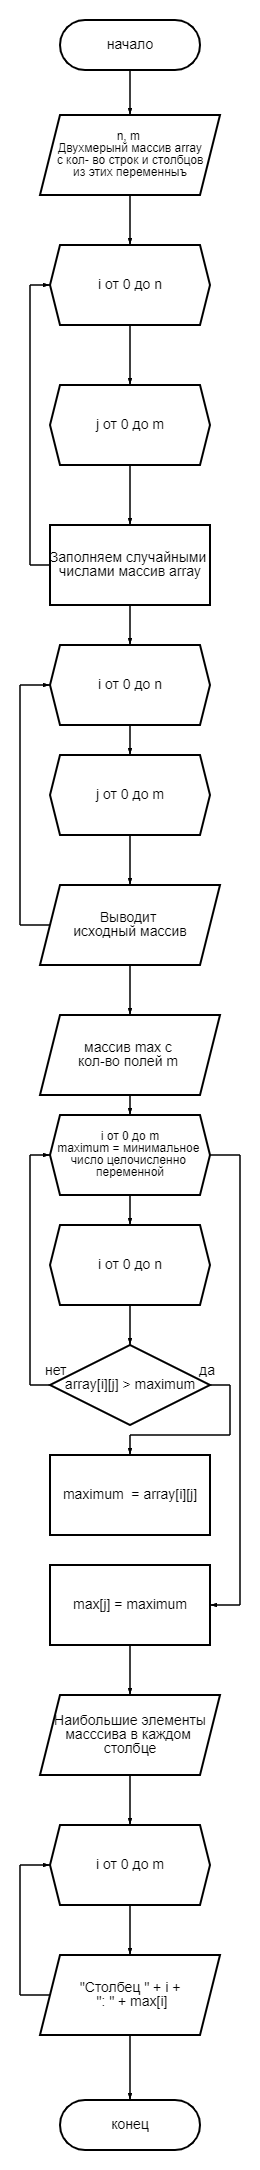 начало
n, m
Двухмерынй массив array
с кол- во строк и столбцов
из этих переменныъ
i от 0 до n
j от 0 до m
Заполняем случайными
числами массив array
i от 0 до n
j от 0 до m
Выводит
исходный массив
массив max с
кол-во полей m
i от 0 до m
maximum = минимальное
число целочисленно
переменной
i от 0 до n
нет
да
array[i][j] > maximum
maximum = array[i][j]
max[j] = maximum
Наибольшие элементы
масссива в каждом
столбце
i от 0 до m
"Столбец " + i +
": " + max[i]
конец